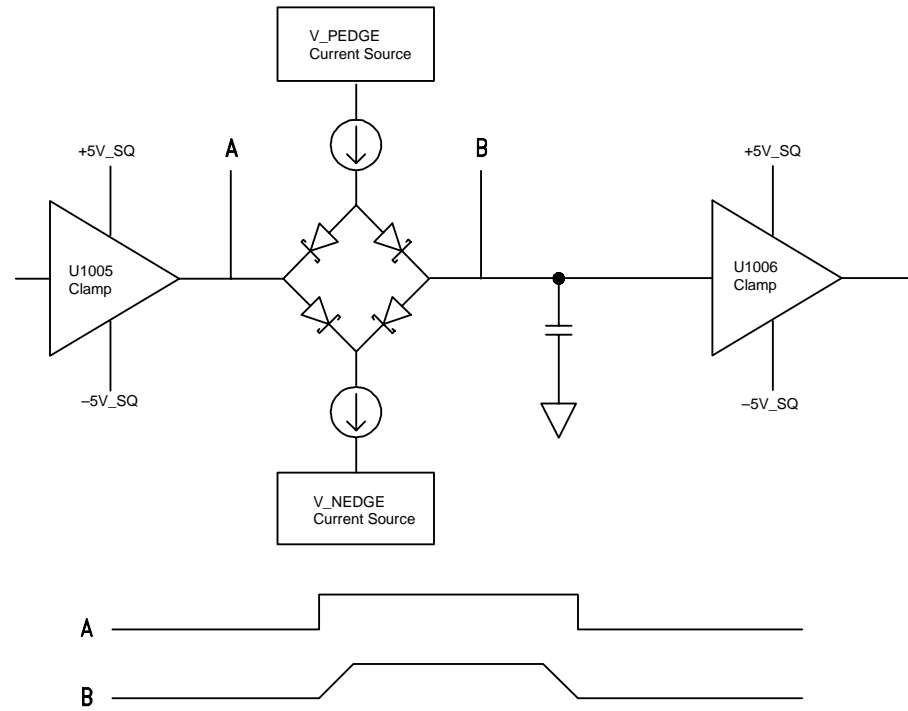 V_PEDGE
Current Source
+5V_SQ
A
B
+5V_SQ
U1005
Clamp
U1006
Clamp
–5V_SQ
–5V_SQ
V_NEDGE
Current Source
A
B